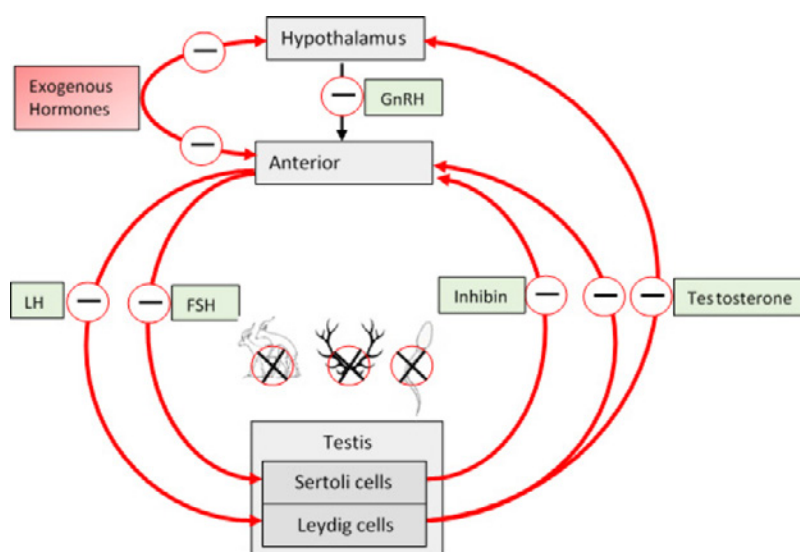 Hypothalamus
Exogenous
Hormones
GnRH
Anterior
LH
FSH
Inhibin
Testosterone
Testis
Sertoli cells
Leydig cells